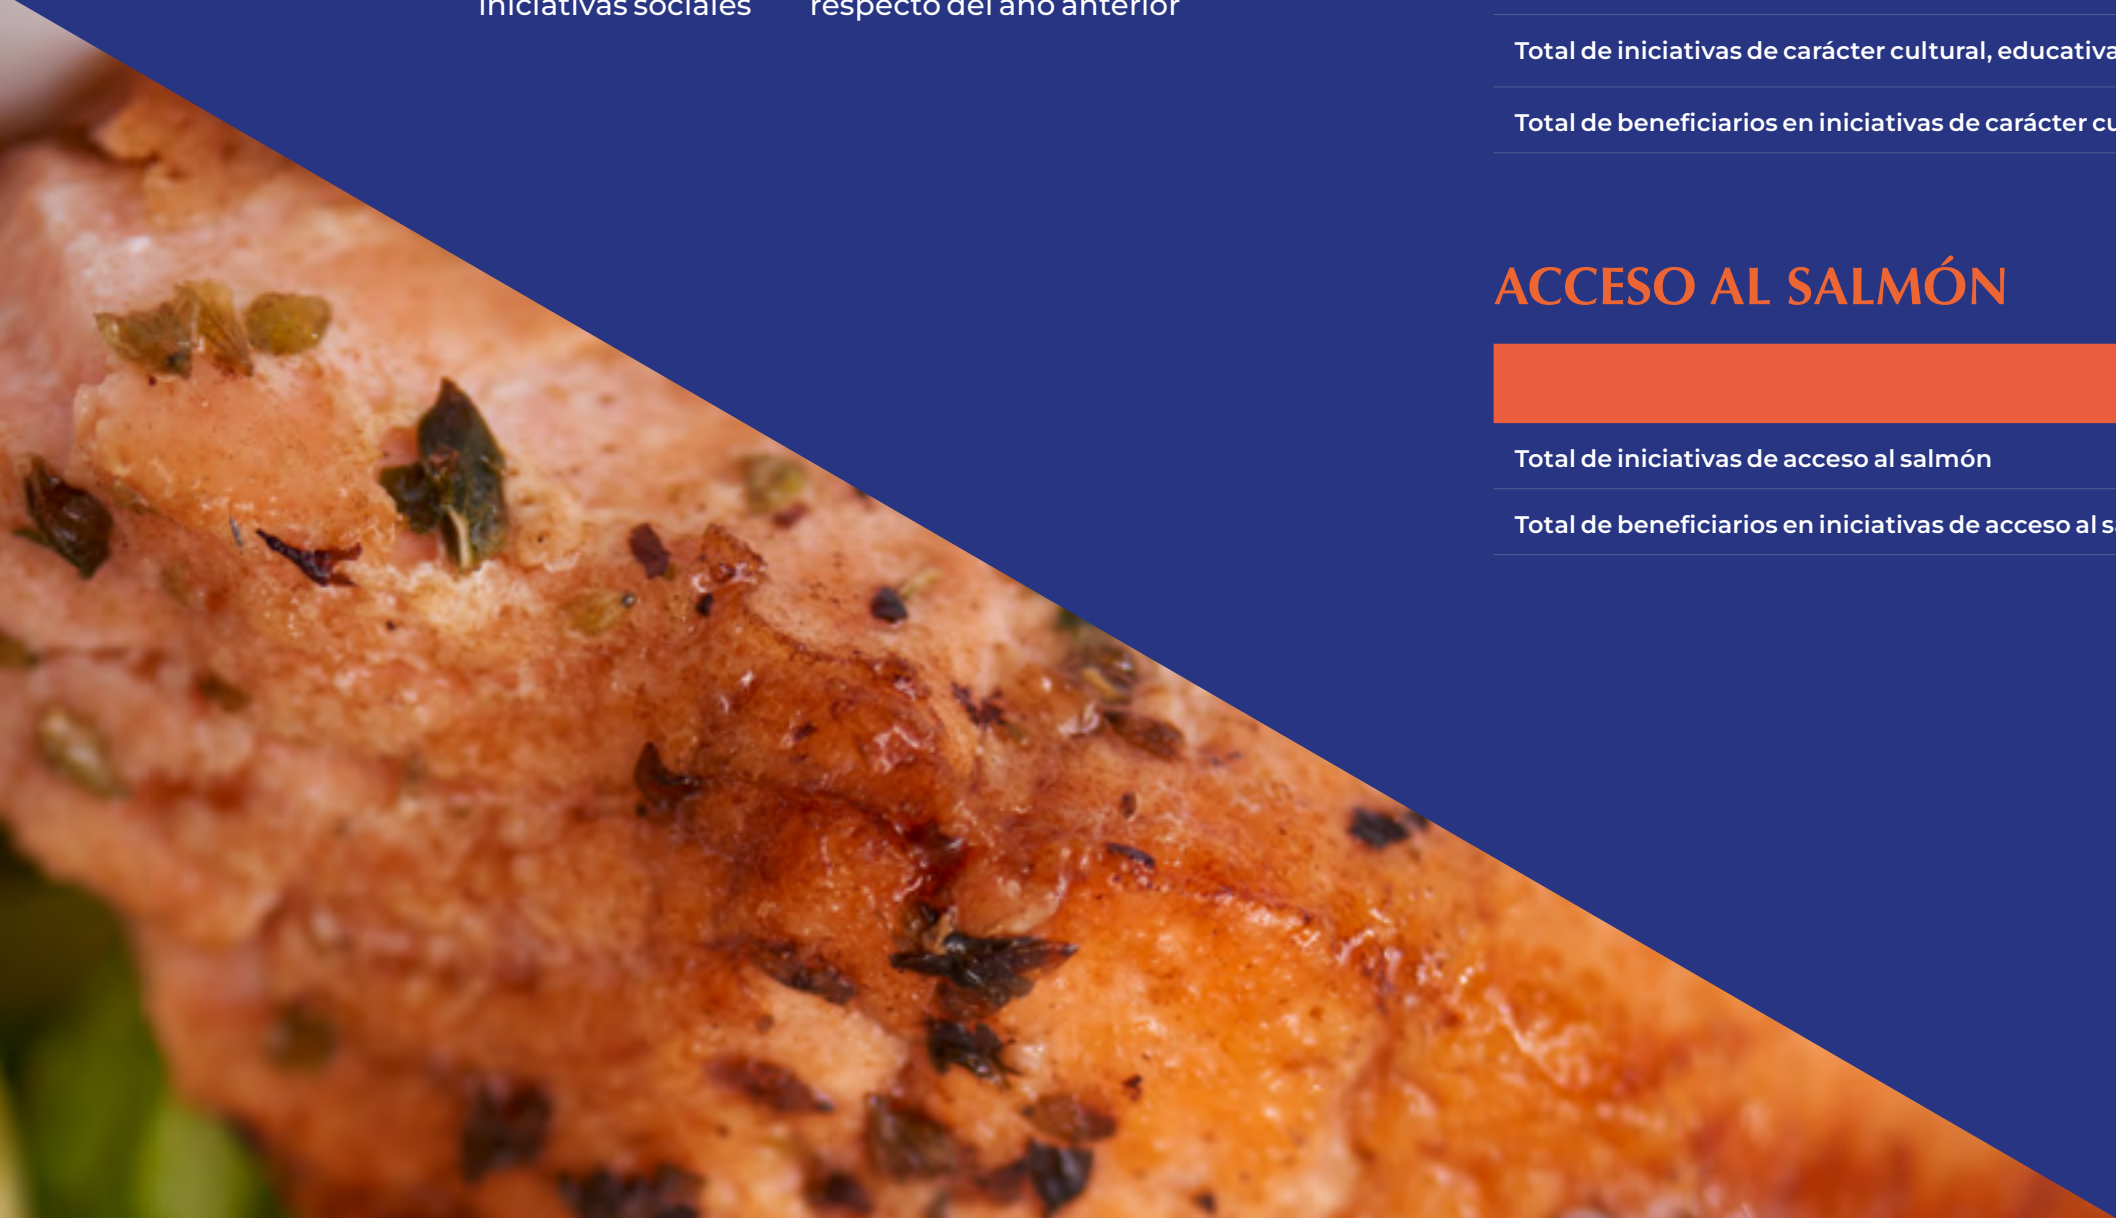 iniciativas sociales
respecto del año anterior
Total de iniciativas de carácter cultural, educativa
Total de beneficiarios en iniciativas de carácter
ACCESO AL SALMÓN
Total de iniciativas de acceso al salmón
Total de beneficiarios en iniciativas de acceso al